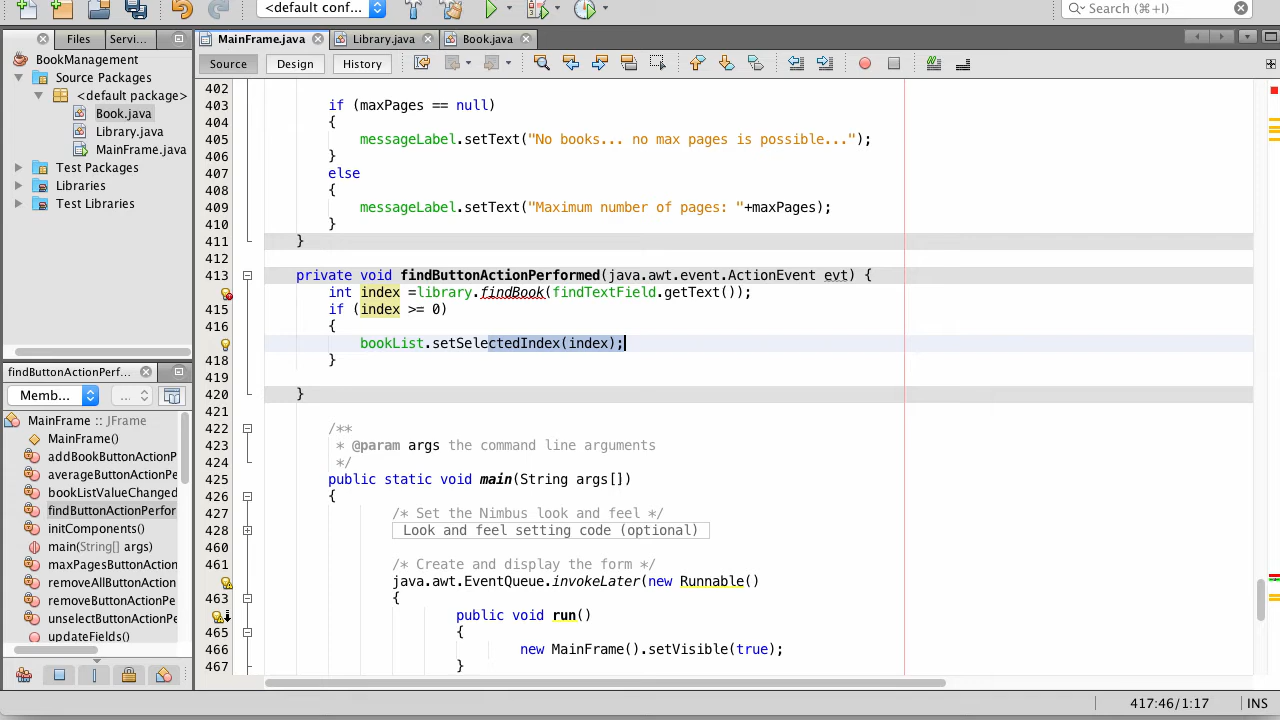 <default conf...
Search (⌘+I)
Files
Servi...
MainFrame.java
Library.java
Book.java
BookManagement
Source Packages
<default package>
Book.java
Library.java
MainFrame.java
Test Packages
Libraries
Test Libraries
Source
Design
History
402
403 if (maxPages == null)
404 {
405 messageLabel.setText("No books... no max pages is possible...");
406 }
407 else
408 {
409 messageLabel.setText("Maximum number of pages: "+maxPages);
410 }
411 }
412
413 private void findButtonActionPerformed(java.awt.event.ActionEvent evt) {
int index =library.findBook(findTextField.getText());
415 if (index >= 0)
416 {
bookList.setSelectedIndex(index);
418 }
419
420 }
421
422 /**
423 * @param args the command line arguments
424 */
425 public static void main(String args[])
426 {
427 /* Set the Nimbus look and feel */
428 Look and feel setting code (optional)
460
461 /* Create and display the form */
java.awt.EventQueue.invokeLater(new Runnable()
463 {
public void run()
465 {
466 new MainFrame().setVisible(true);
467 }
findButtonActionPerf...
Memb...
...
MainFrame :: JFrame
MainFrame()
addBookButtonActionP
averageButtonActionPe
bookListValueChanged
findButtonActionPerfor
initComponents()
main(String[] args)
maxPagesButtonAction
removeAllButtonAction
removeButtonActionPe
unselectButtonActionPe
updateFields()
417:46/1:17
INS